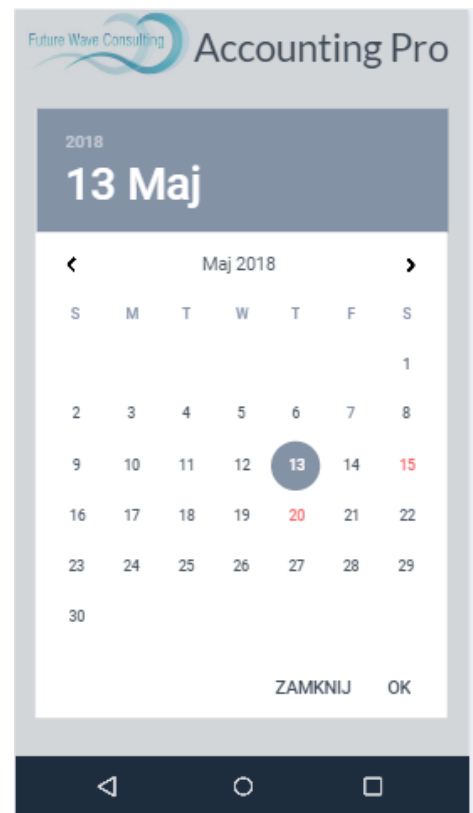 Future Wave Consulting Accounting Pro
2018
13 Maj
Maj 2018
S M T W T F S
1
2 3 4 5 6 7 8
9 10 11 12 13 14 15
16 17 18 19 20 21 22
23 24 25 26 27 28 29
30
ZAMKNIJ OK